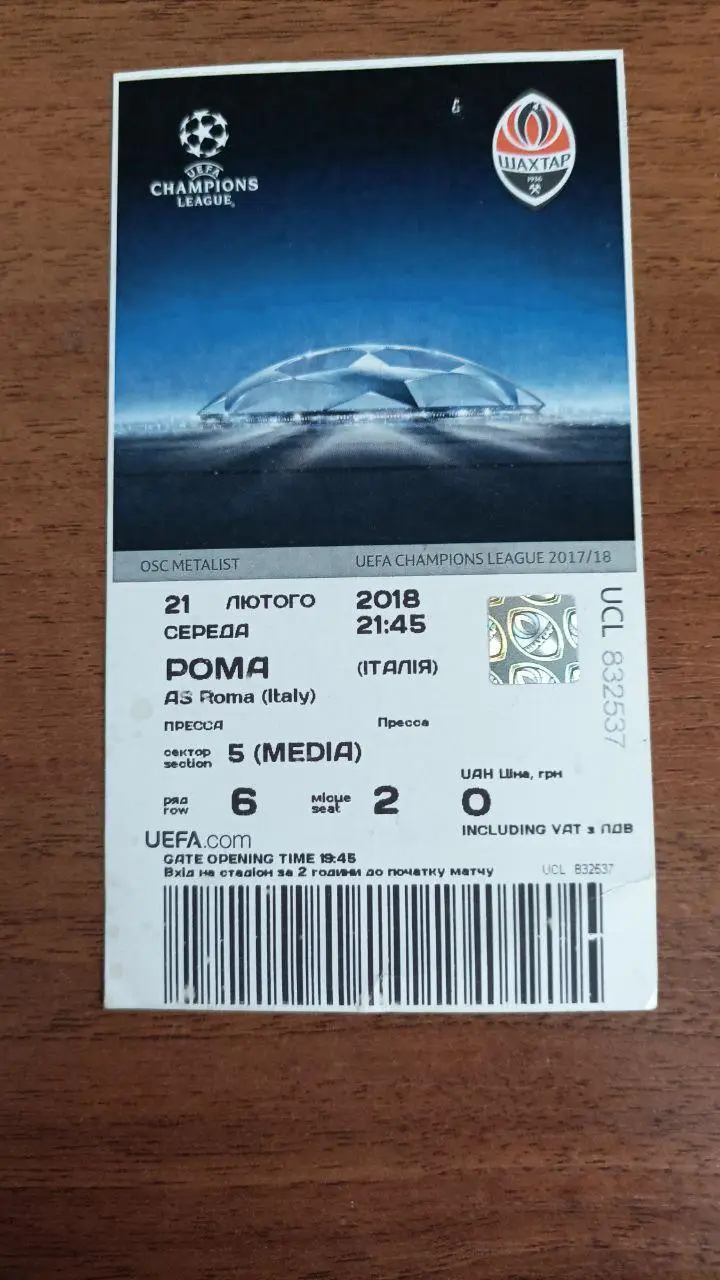 UEFA
CHAMPIONS
LEAGUE
ШАХТАР
1936
OSC METALIST
UEFA CHAMPIONS LEAGUE 2017/18
21 ЛЮТОГО 2018
СЕРЕДА 21:45
РОМА (ІТАЛІЯ)
AS Roma (Italy)
ПРЕССА Пресса
сектор
section 5 (MEDIA)
UAH Ціна, грн
ряд
row 6
місце
seat 2
0
INCLUDING VAT з ПДВ
UEFA.com
GATE OPENING TIME 19:45
Вхід на стадіон за 2 години до початку матчу
UCL 832537
UCL 832537